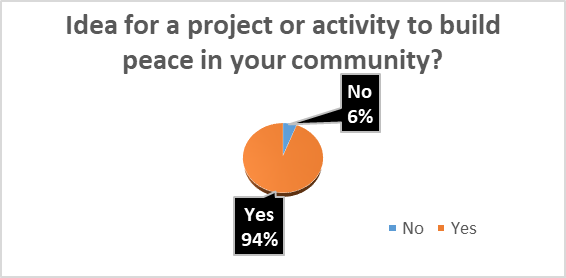 Idea for a project or activity to build
peace in your community?
No
6%
Yes
94%
No Yes